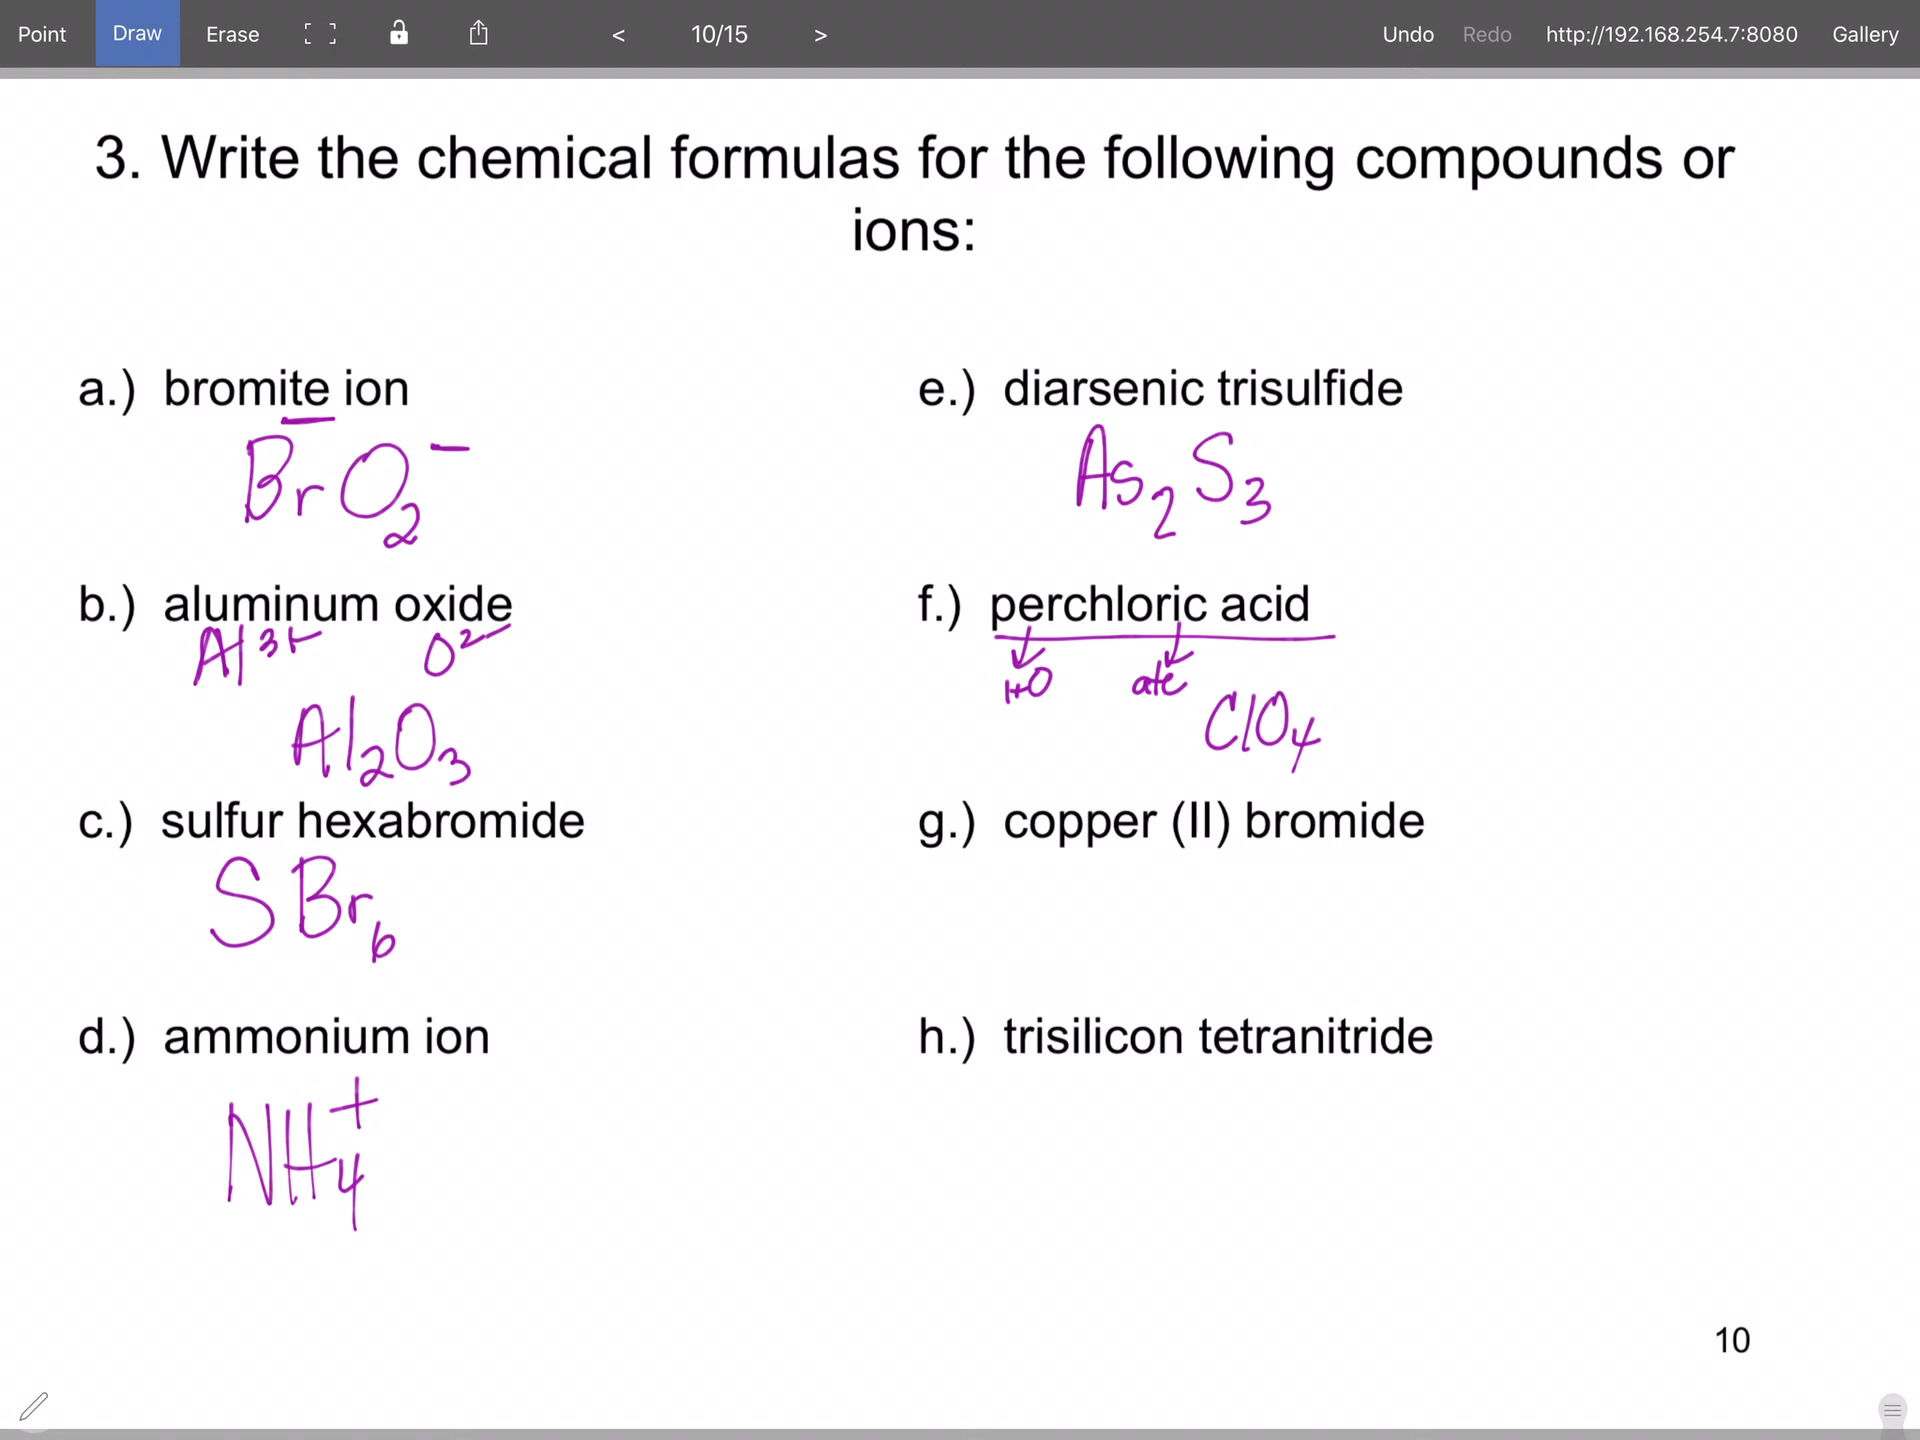 Point Draw Erase < 10/15 > Undo Redo http://192.168.254.7:8080 Gallery
3. Write the chemical formulas for the following compounds or
ions:
a.) bromite ion
BrO₂⁻
b.) aluminum oxide
Al³⁺ O²⁻
Al₂O₃
c.) sulfur hexabromide
SBr₆
d.) ammonium ion
NH₄⁺
e.) diarsenic trisulfide
As₂S₃
f.) perchloric acid
1+O ate
ClO₄
g.) copper (II) bromide
h.) trisilicon tetranitride
10